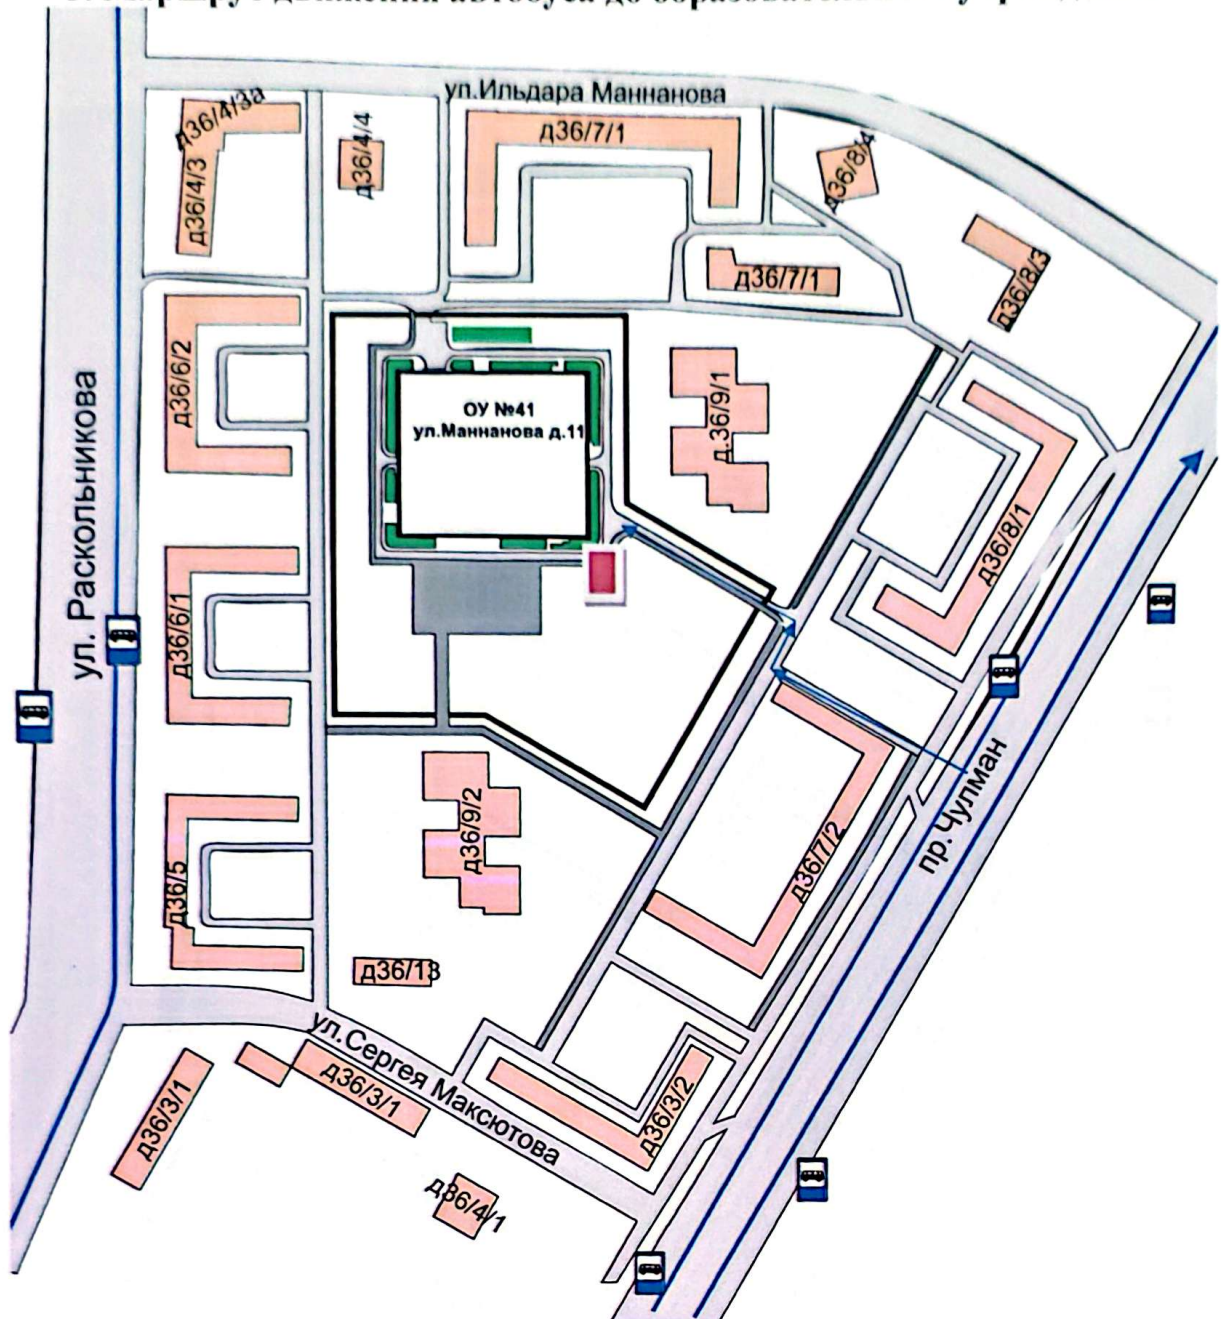 ул.Ильдара Маннанова
д36/4/3а
д36/4/4
д36/7/1
д36/8/4
д36/4/3
д36/7/1
д36/8/3
д36/6/2
ОУ №41
ул.Маннанова д.11
д.36/9/1
ул. Раскольникова
д36/8/1
д36/6/1
пр.Чулман
д36/9/2
д36/7/2
д36/5
д36/13
ул.Сергея Максютова
д36/3/1
д36/3/1
д36/3/2
д36/4/1